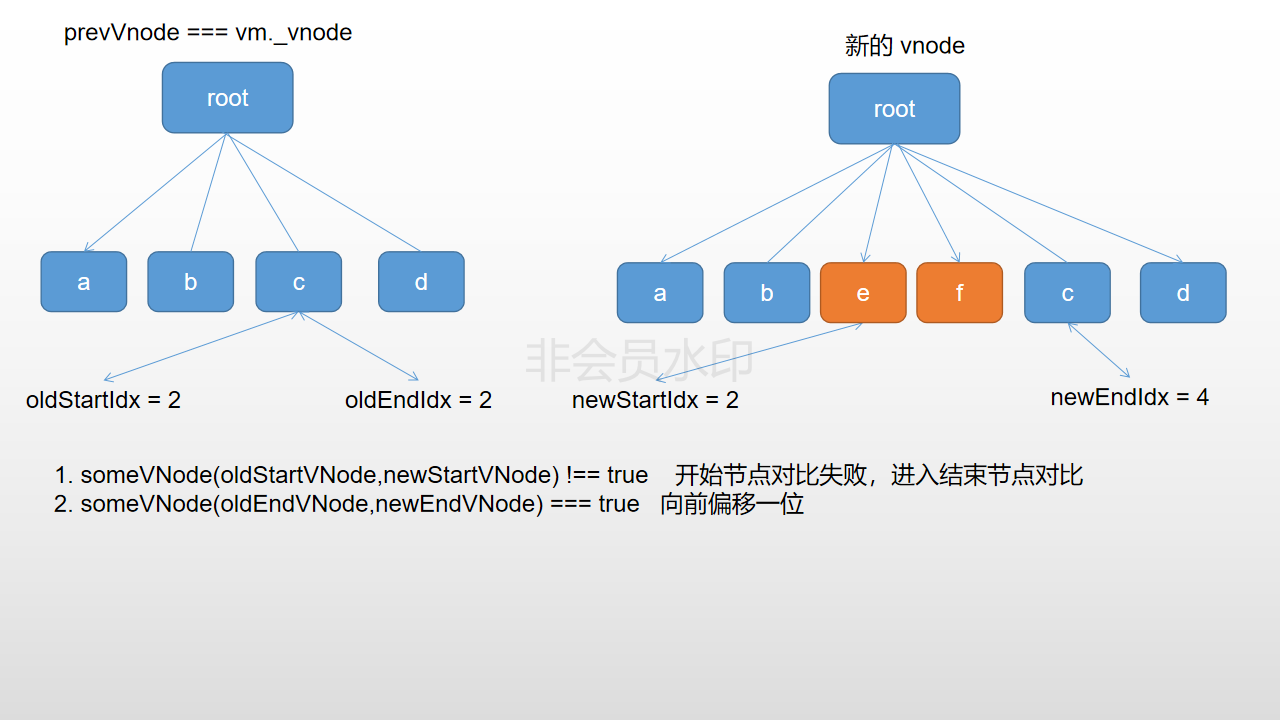 prevVnode === vm._vnode
新的 vnode
root
root
a
b
c
d
a
b
e
f
c
d
非会员水印
oldStartIdx = 2
oldEndIdx = 2
newStartIdx = 2
newEndIdx = 4
1. someVNode(oldStartVNode,newStartVNode) !== true 开始节点对比失败，进入结束节点对比
2. someVNode(oldEndVNode,newEndVNode) === true 向前偏移一位